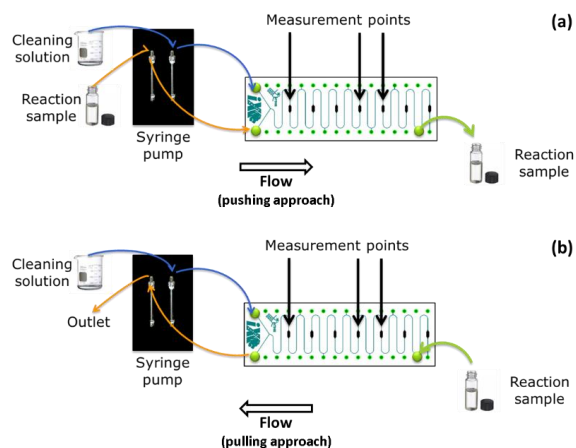 Measurement points
(a)
Cleaning
solution
Reaction
sample
Syringe
pump
Reaction
sample
Flow
(pushing approach)
Measurement points
(b)
Cleaning
solution
Outlet
Syringe
pump
Reaction
sample
Flow
(pulling approach)